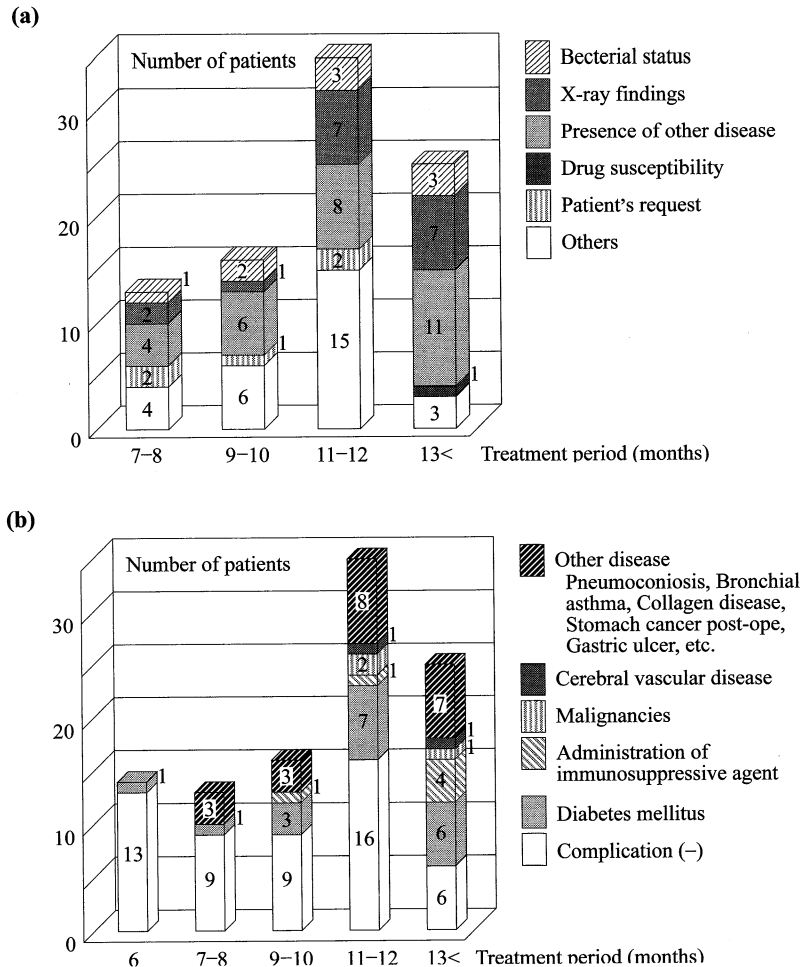 (a)
Number of patients
30
20
10
0
3
7
8
2
15
3
7
11
1
3
1
2
4
2
4
2
1
6
1
6
7−8
9−10
11−12
13<
Treatment period (months)
Becterial status
X-ray findings
Presence of other disease
Drug susceptibility
Patient's request
Others
(b)
Number of patients
30
20
10
0
1
13
3
1
9
3
1
3
9
8
1
2
1
7
16
7
1
1
4
6
6
6
7−8
9−10
11−12
13<
Treatment period (months)
Other disease
Pneumoconiosis, Bronchial
asthma, Collagen disease,
Stomach cancer post-ope,
Gastric ulcer, etc.
Cerebral vascular disease
Malignancies
Administration of
immunosuppressive agent
Diabetes mellitus
Complication (−)